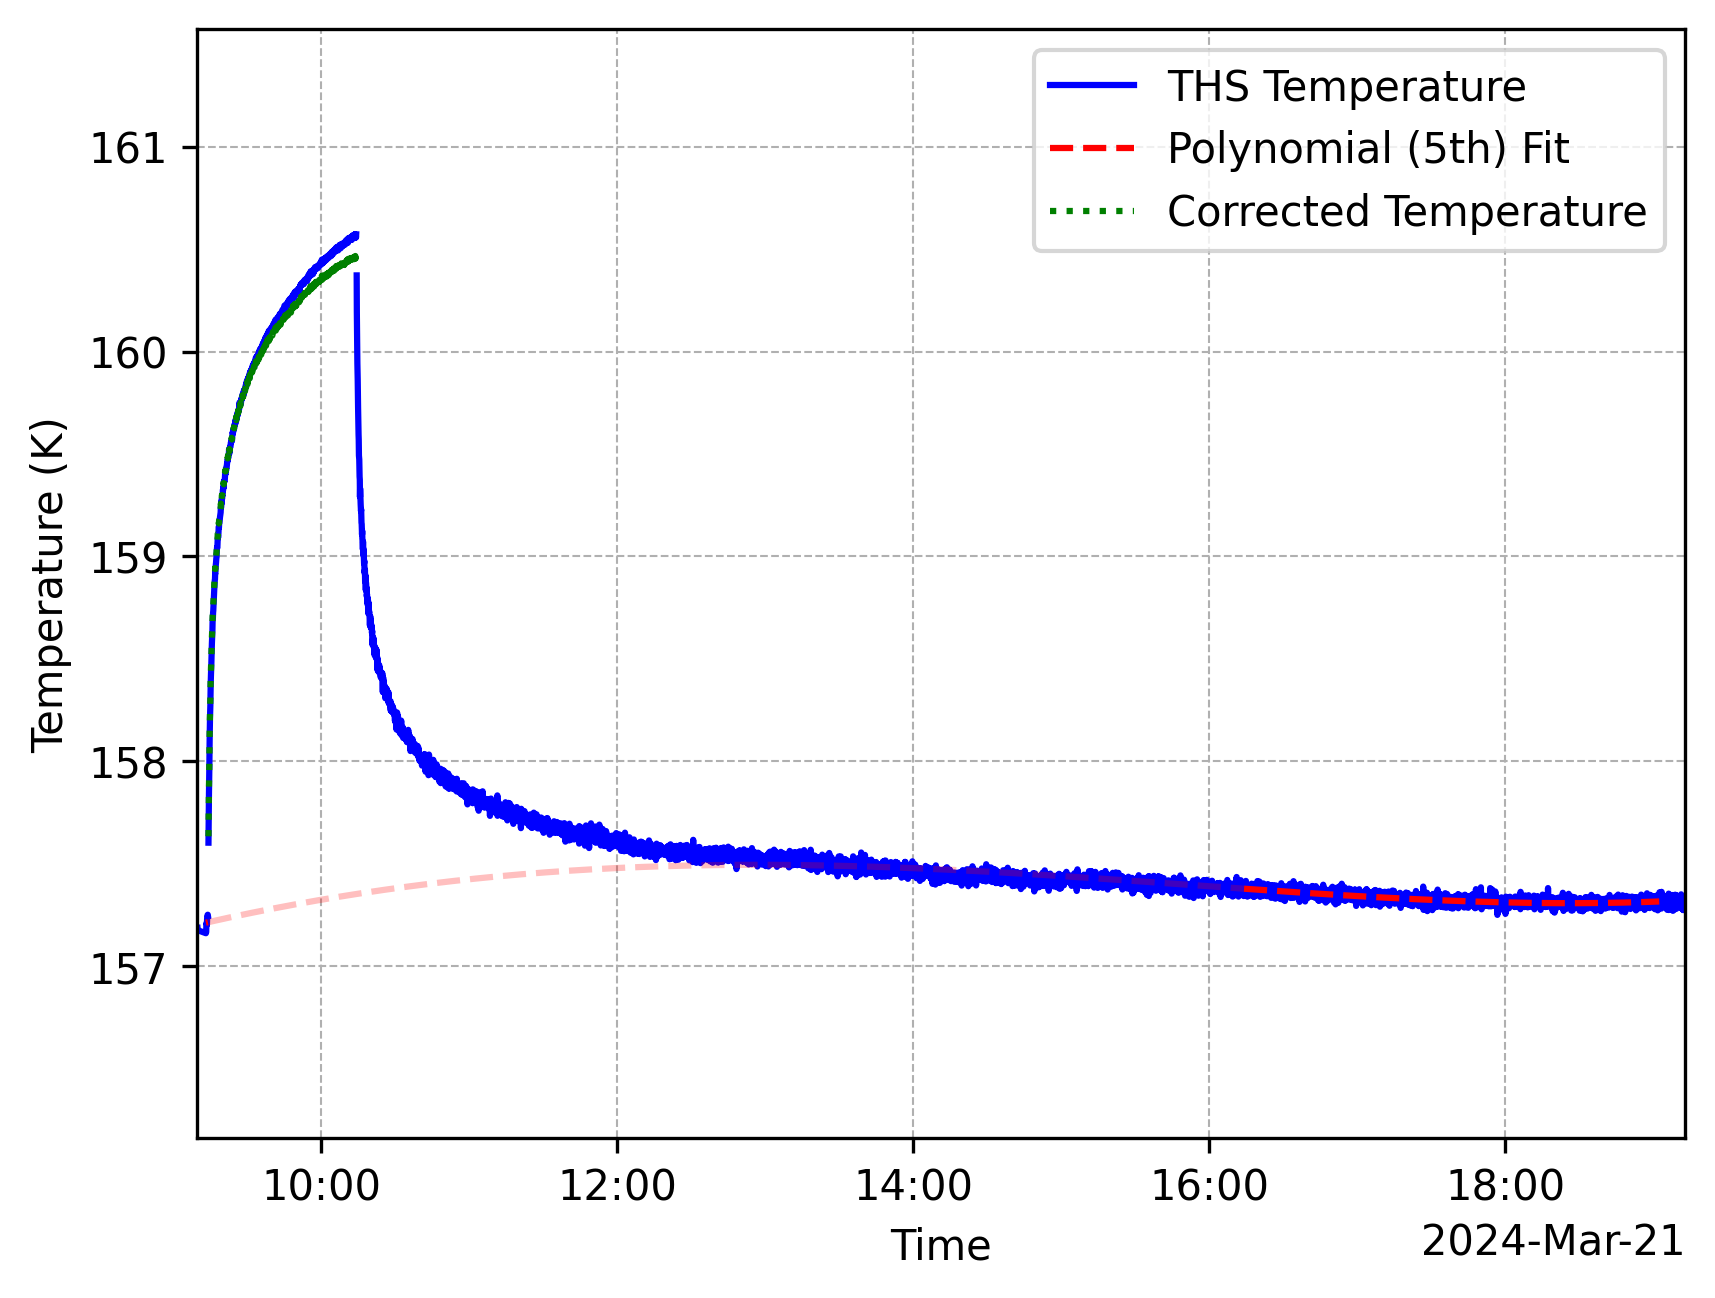 THS Temperature
Polynomial (5th) Fit
Corrected Temperature
161
160
159
158
157
Temperature (K)
10:00 12:00 14:00 16:00 18:00
2024-Mar-21
Time